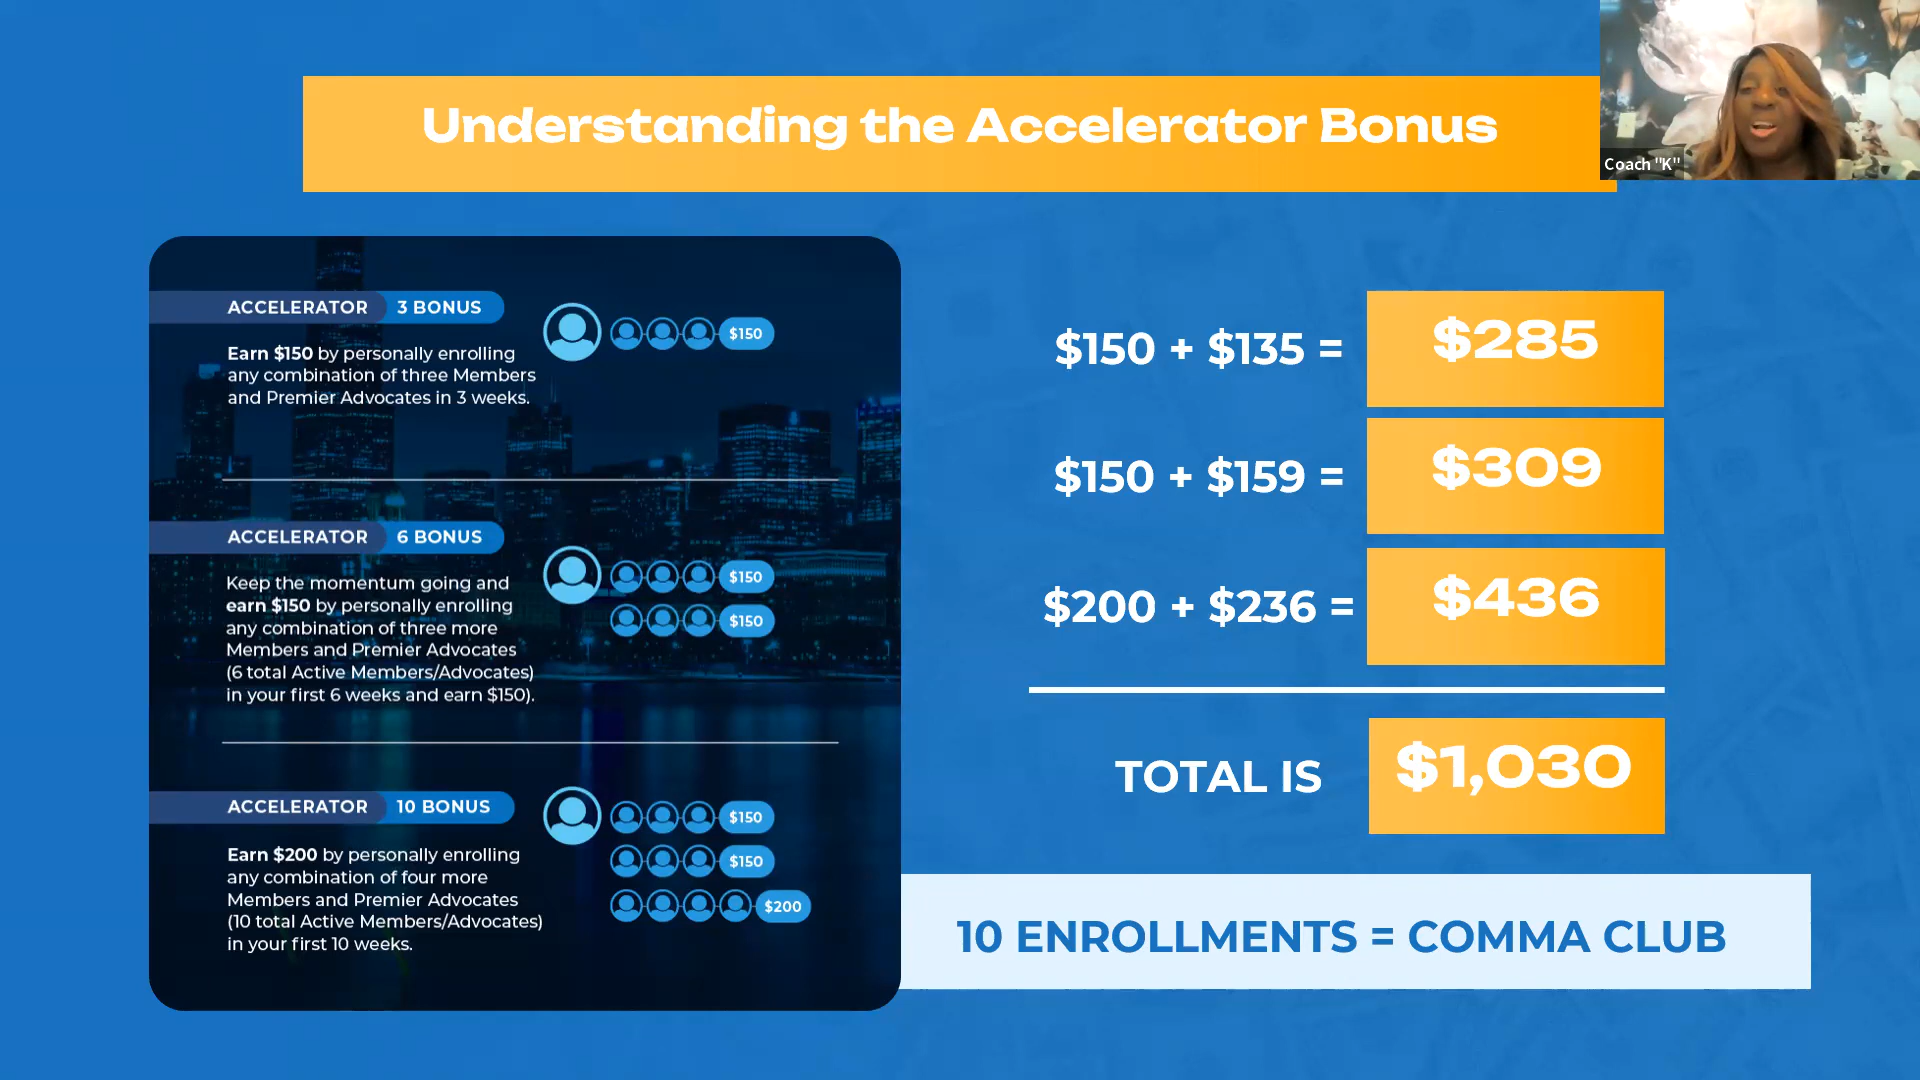 Understanding the Accelerator Bonus
Coach "K"
ACCELERATOR 3 BONUS
Earn $150 by personally enrolling
any combination of three Members
and Premier Advocates in 3 weeks.
$150
ACCELERATOR 6 BONUS
Keep the momentum going and
earn $150 by personally enrolling
any combination of three more
Members and Premier Advocates
(6 total Active Members/Advocates)
in your first 6 weeks and earn $150).
$150
$150
ACCELERATOR 10 BONUS
Earn $200 by personally enrolling
any combination of four more
Members and Premier Advocates
(10 total Active Members/Advocates)
in your first 10 weeks.
$150
$150
$200
$150 + $135 = $285
$150 + $159 = $309
$200 + $236 = $436
TOTAL IS $1,030
10 ENROLLMENTS = COMMA CLUB